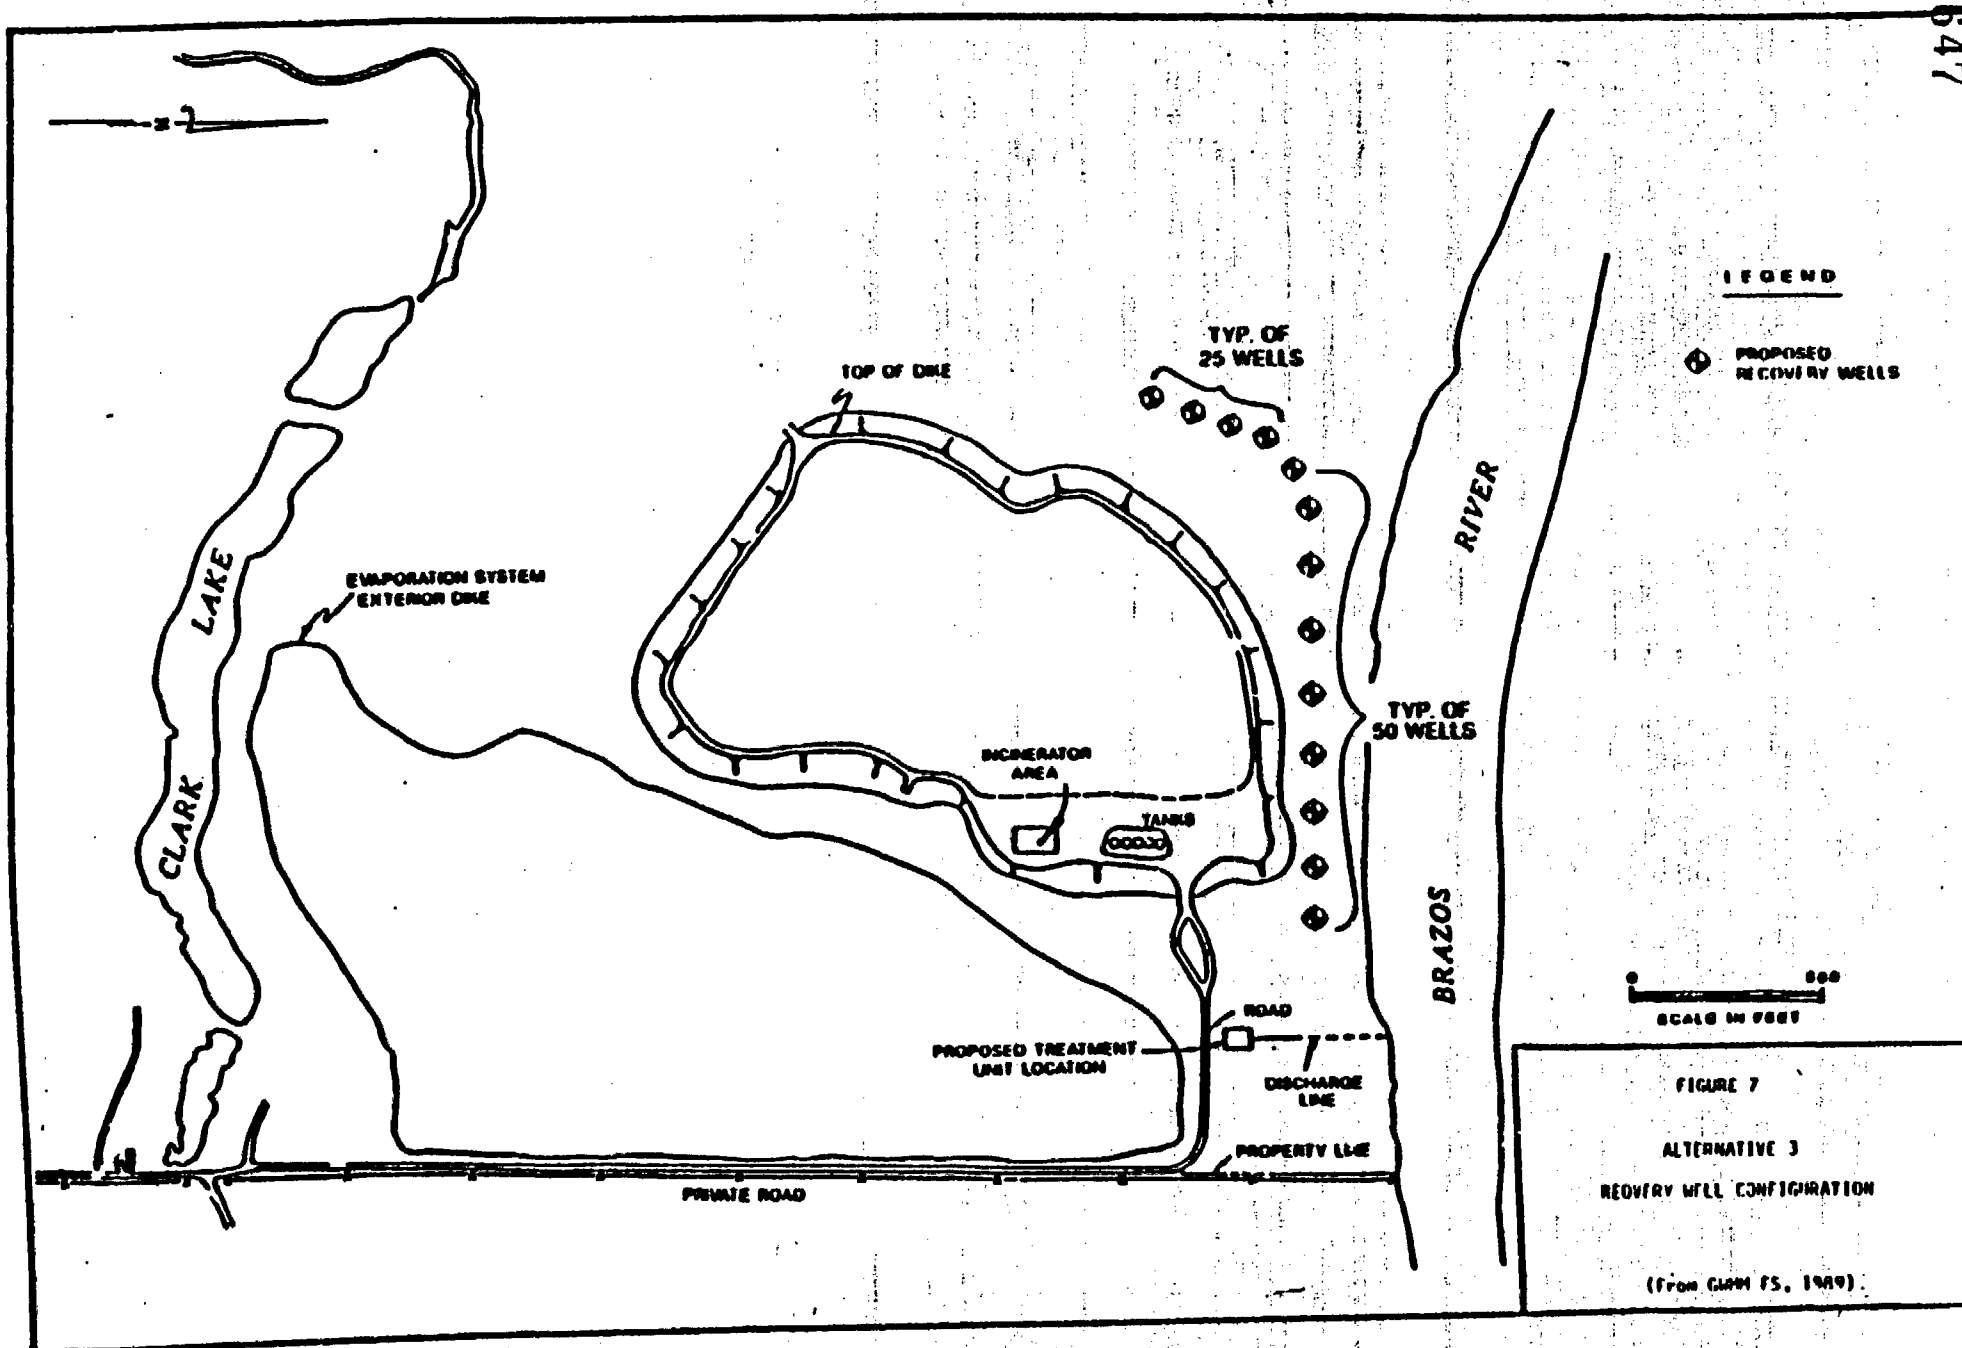 647
N
LEGEND
PROPOSED
RECOVERY WELLS
TYP. OF
25 WELLS
TOP OF DIKE
RIVER
EVAPORATION SYSTEM
EXTERIOR DIKE
LAKE
TYP. OF
50 WELLS
INCINERATOR
AREA
TANKS
CLARK
BRAZOS
0
SCALE IN FEET
ROAD
PROPOSED TREATMENT
UNIT LOCATION
DISCHARGE
LINE
PROPERTY LINE
PRIVATE ROAD
FIGURE 7
ALTERNATIVE 3
REOVERY WELL CONFIGURATION
(From GWMM FS, 1989).